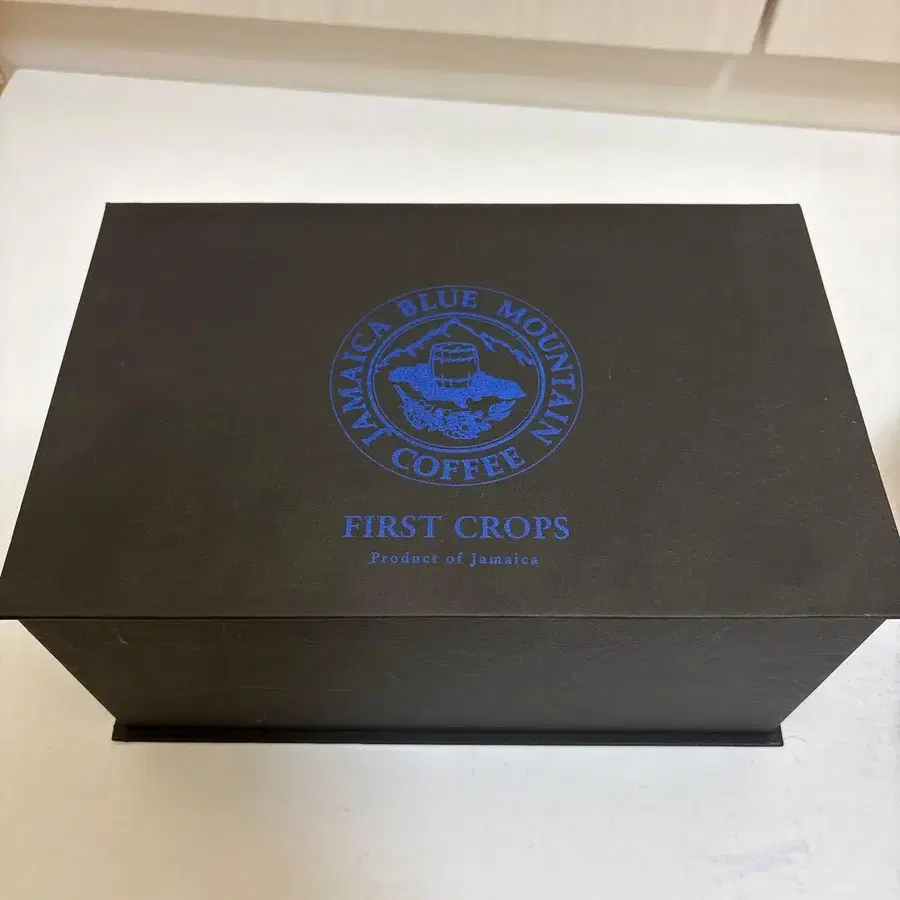 JAMAICA BLUE MOUNTAIN
COFFEE
FIRST CROPS
Product of Jamaica